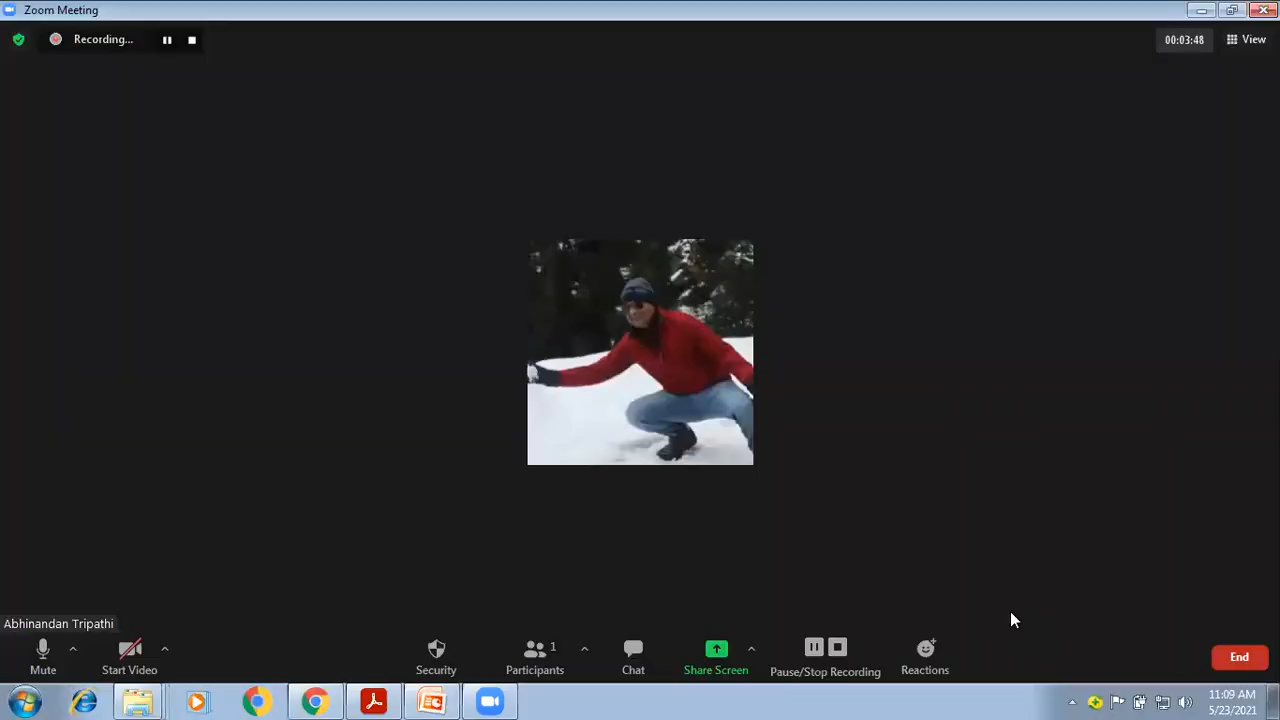 Zoom Meeting
Recording...
00:03:48
View
Abhinandan Tripathi
Mute
Start Video
Security
1
Participants
Chat
Share Screen
Pause/Stop Recording
Reactions
End
11:09 AM
5/23/2021